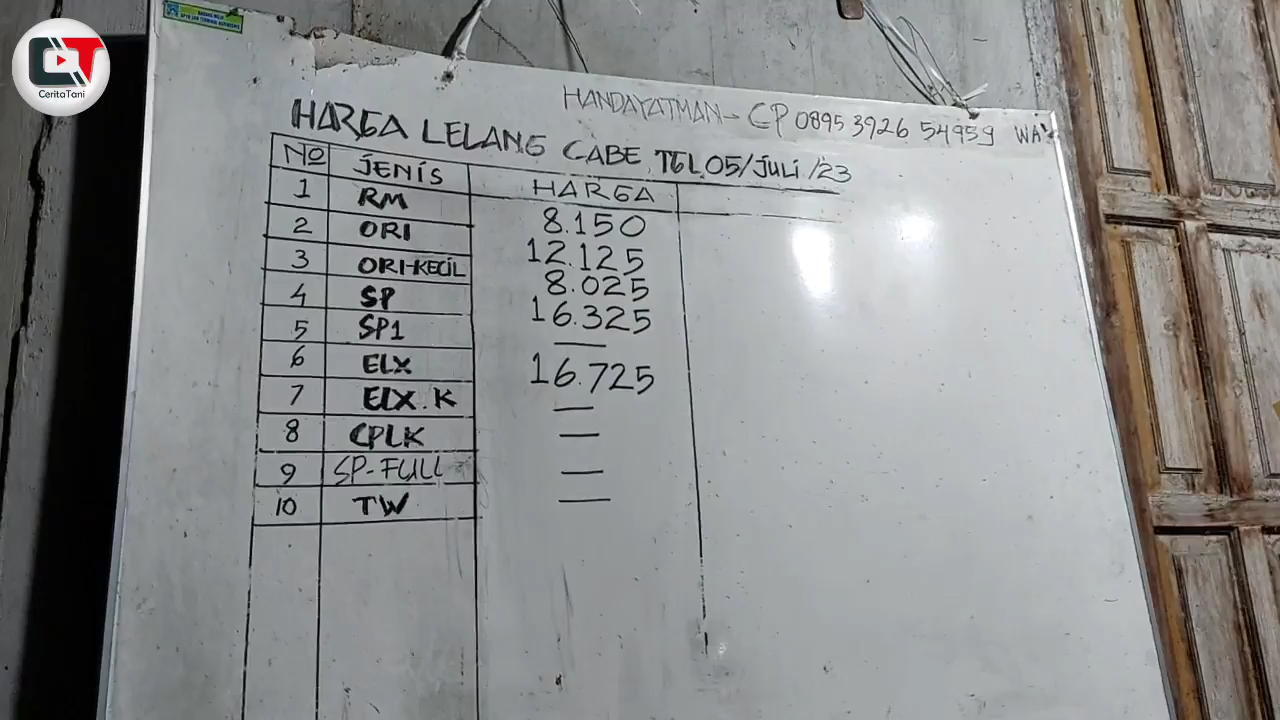 CT
CeritaTani
HANDAYATMAN - CP 0895 3926 54959 WA
HARGA LELANG CABE TGL 05/JULI/23
NO JENIS HARGA
1 RM 8.150
2 ORI 12.125
3 ORI-KECIL 8.025
4 SP 16.325
5 SP1 —
6 ELX 16.725
7 ELX.K —
8 CPLK —
9 SP-FULL —
10 TW —